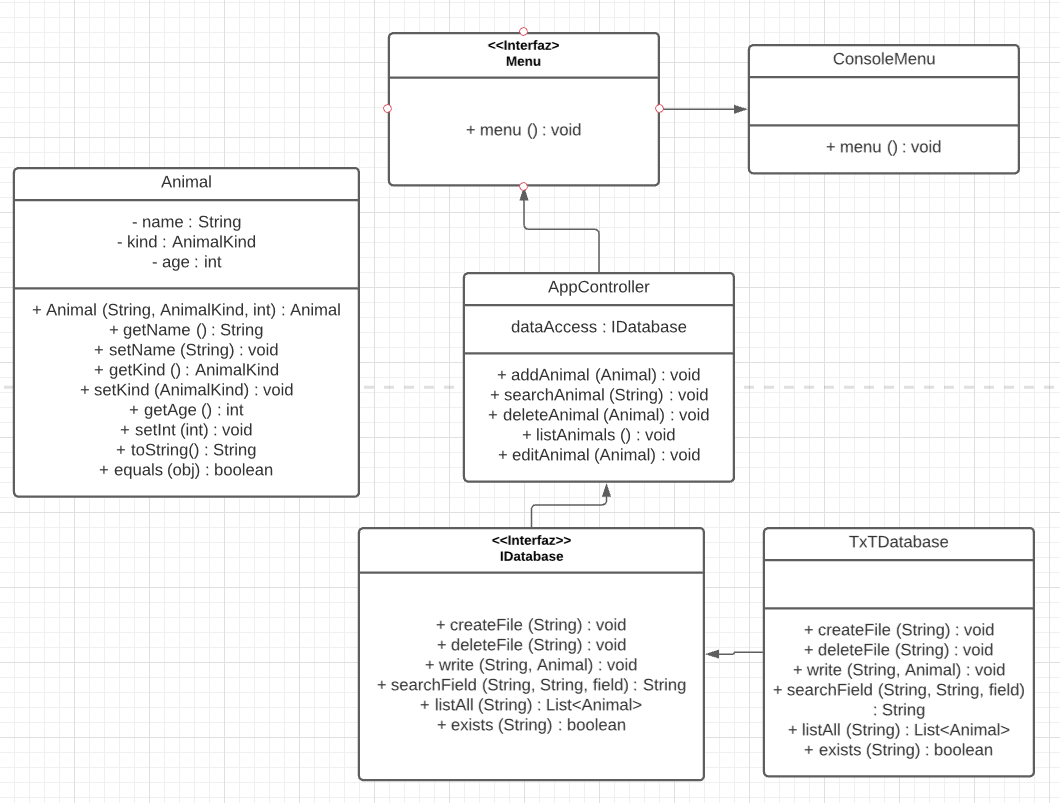 <<Interfaz>
Menu
+ menu () : void
ConsoleMenu
+ menu () : void
Animal
- name : String
- kind : AnimalKind
- age : int
+ Animal (String, AnimalKind, int) : Animal
+ getName () : String
+ setName (String) : void
+ getKind () : AnimalKind
+ setKind (AnimalKind) : void
+ getAge () : int
+ setInt (int) : void
+ toString() : String
+ equals (obj) : boolean
AppController
dataAccess : IDatabase
+ addAnimal (Animal) : void
+ searchAnimal (String) : void
+ deleteAnimal (Animal) : void
+ listAnimals () : void
+ editAnimal (Animal) : void
<<Interfaz>>
IDatabase
+ createFile (String) : void
+ deleteFile (String) : void
+ write (String, Animal) : void
+ searchField (String, String, field) : String
+ listAll (String) : List<Animal>
+ exists (String) : boolean
TxTDatabase
+ createFile (String) : void
+ deleteFile (String) : void
+ write (String, Animal) : void
+ searchField (String, String, field)
: String
+ listAll (String) : List<Animal>
+ exists (String) : boolean